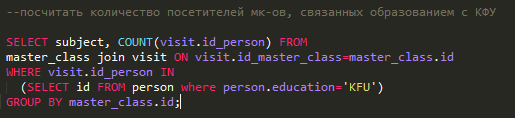 --посчитать количество посетителей мк-ов, связанных образованием с КФУ
SELECT subject, COUNT(visit.id_person) FROM
master_class join visit ON visit.id_master_class=master_class.id
WHERE visit.id_person IN
(SELECT id FROM person where person.education='KFU')
GROUP BY master_class.id;